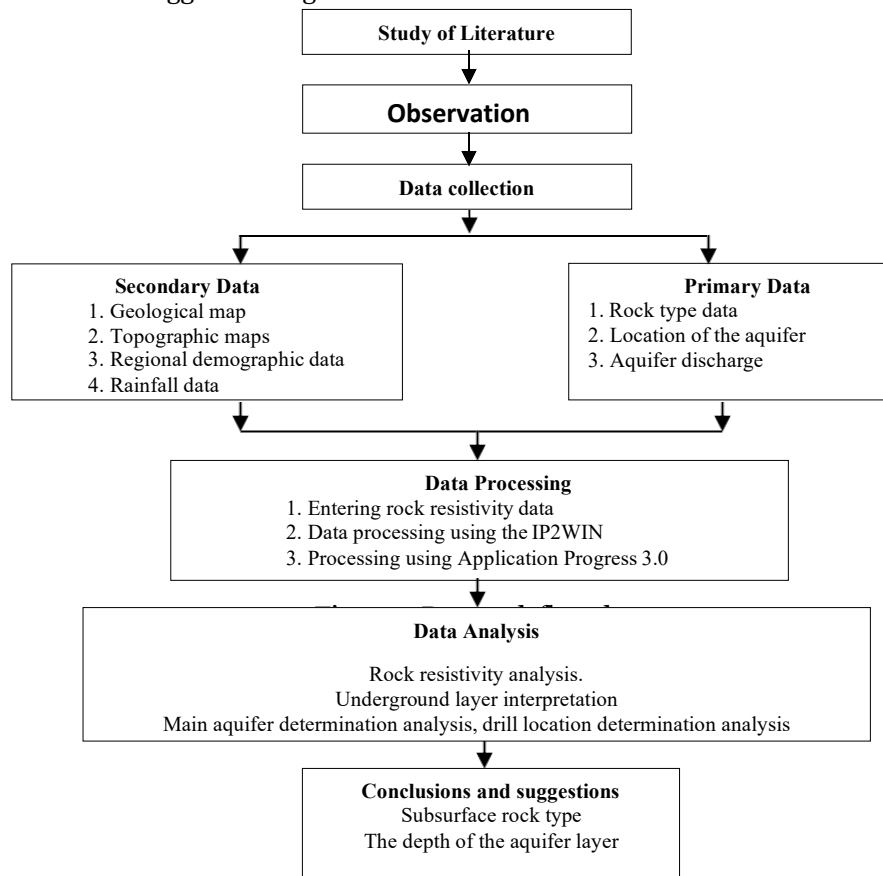 Study of Literature
Observation
Data collection
Secondary Data
1. Geological map
2. Topographic maps
3. Regional demographic data
4. Rainfall data
Primary Data
1. Rock type data
2. Location of the aquifer
3. Aquifer discharge
Data Processing
1. Entering rock resistivity data
2. Data processing using the IP2WIN
3. Processing using Application Progress 3.0
Data Analysis
Rock resistivity analysis.
Underground layer interpretation
Main aquifer determination analysis, drill location determination analysis
Conclusions and suggestions
Subsurface rock type
The depth of the aquifer layer